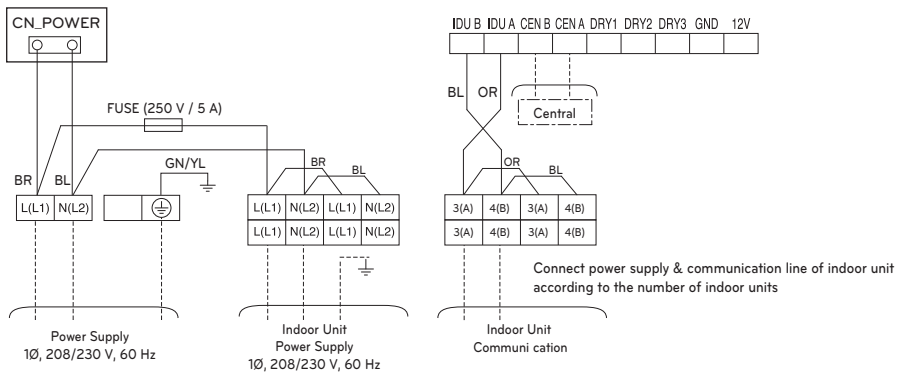 CN_POWER
IDU B IDU A CEN B CEN A DRY1 DRY2 DRY3 GND 12V
BL OR
Central
FUSE (250 V / 5 A)
GN/YL
BR BL
BR
BL
OR
BL
L(L1) N(L2)
L(L1) N(L2) L(L1) N(L2)
L(L1) N(L2) L(L1) N(L2)
3(A) 4(B) 3(A) 4(B)
3(A) 4(B) 3(A) 4(B)
Connect power supply & communication line of indoor unit
according to the number of indoor units
Power Supply
1Ø, 208/230 V, 60 Hz
Indoor Unit
Power Supply
1Ø, 208/230 V, 60 Hz
Indoor Unit
Communi cation